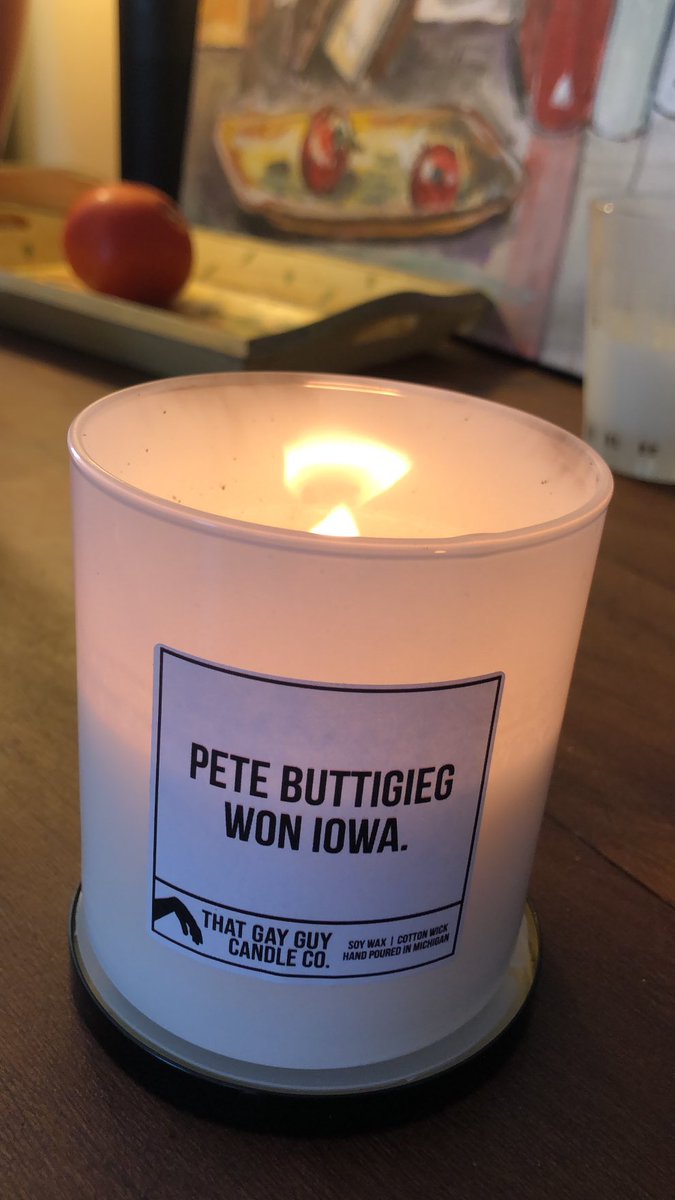 PETE BUTTIGIEG
WON IOWA.
THAT GAY GUY
CANDLE CO.
SOY WAX | COTTON WICK
HAND POURED IN MICHIGAN